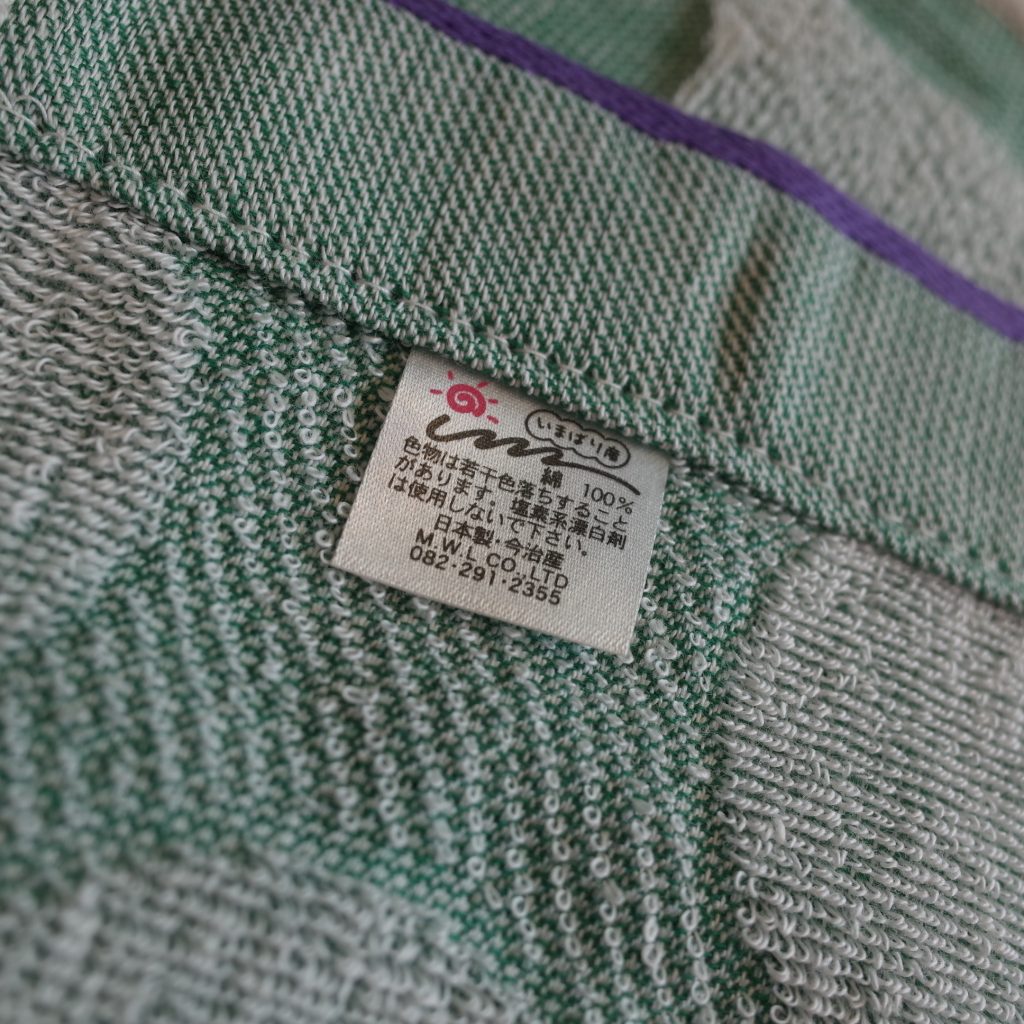 いまばり産
綿 100%
色物は若干色落ちすること
があります。塩素系漂白剤
は使用しないで下さい。
日本製・今治産
M.W.L CO.,LTD
082・291・2355